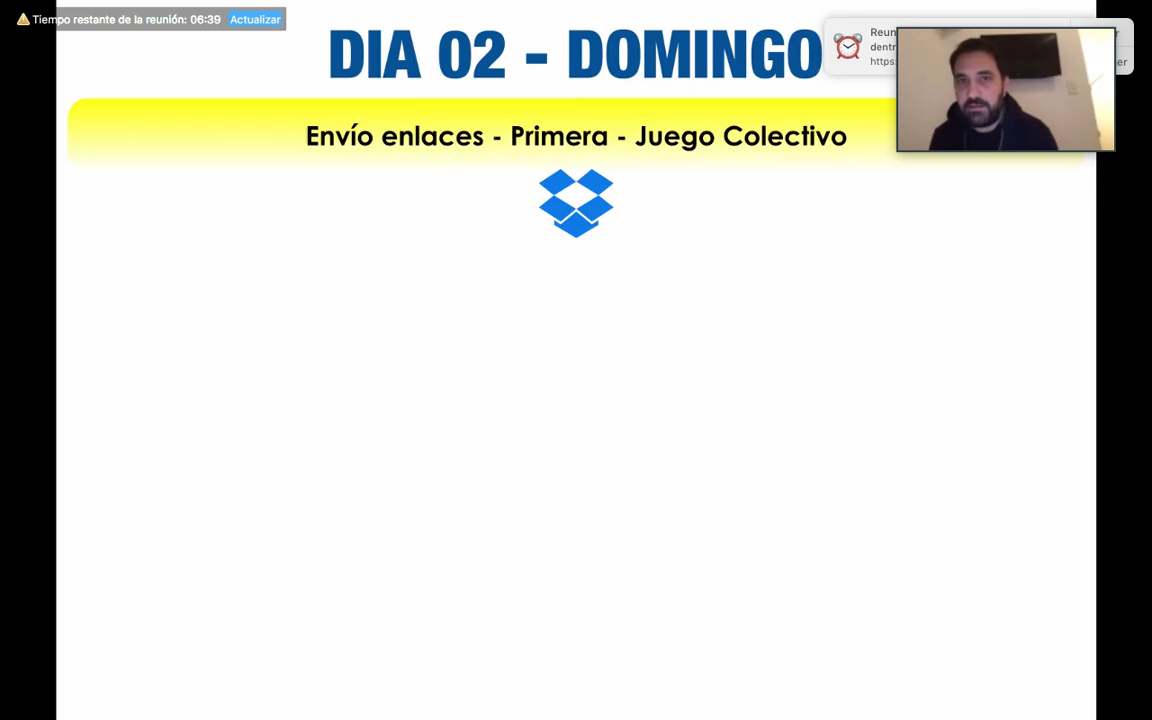 Tiempo restante de la reunión: 06:39 Actualizar
DIA 02 - DOMINGO
Envío enlaces - Primera - Juego Colectivo